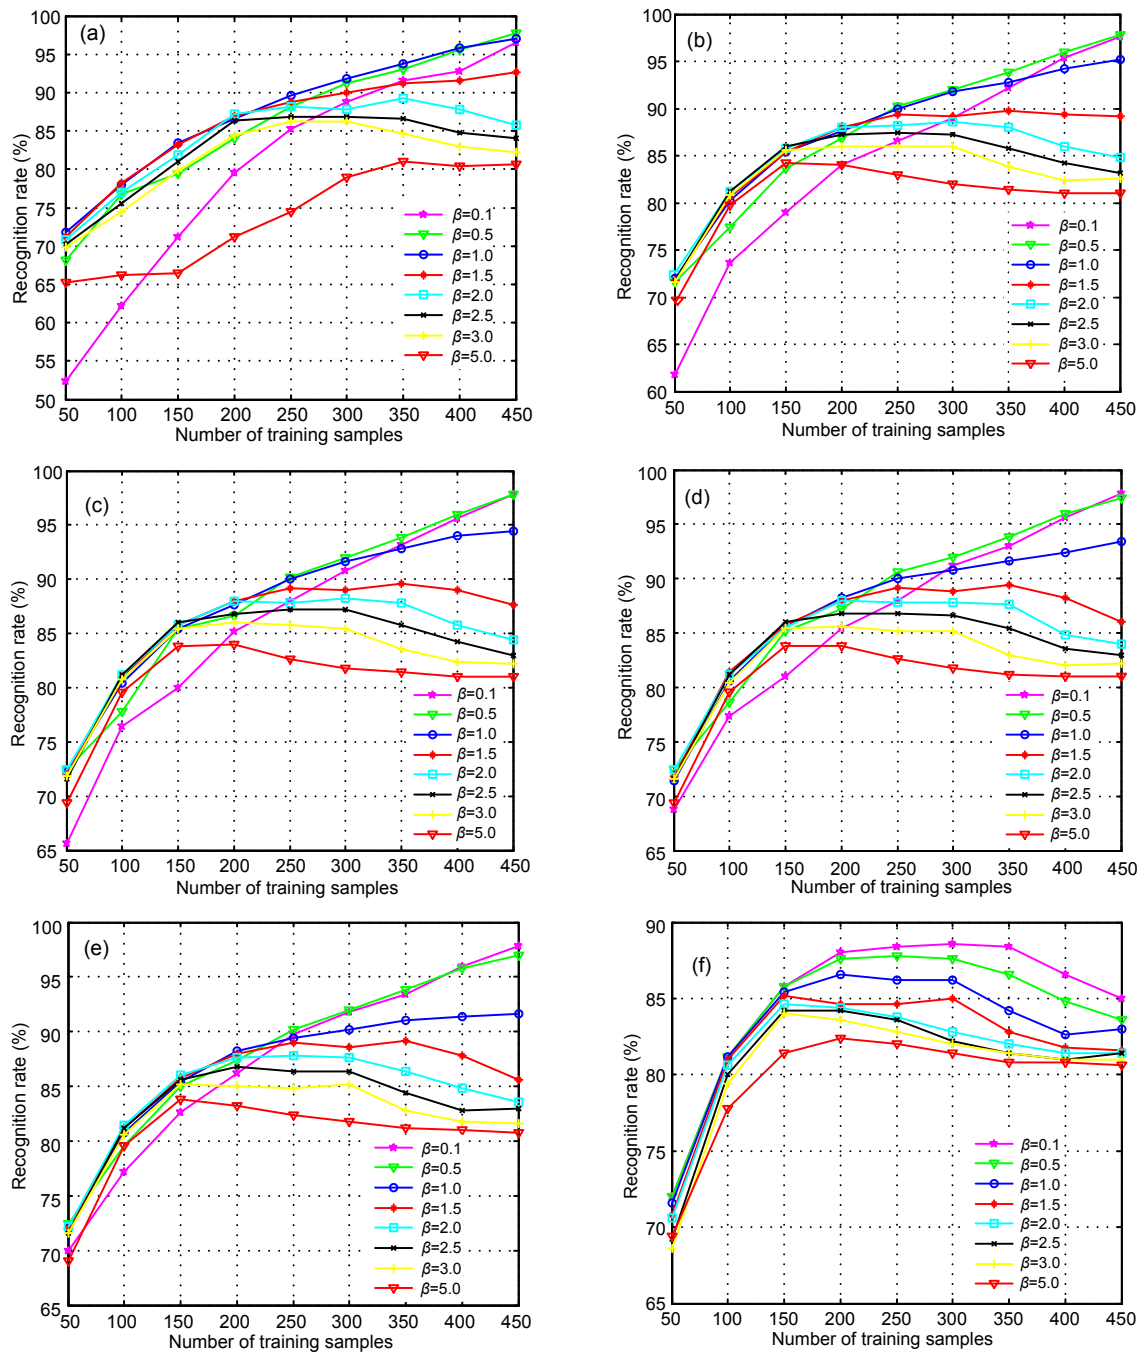 (a)
Recognition rate (%)
100
95
90
85
80
75
70
65
60
55
50
β=0.1
β=0.5
β=1.0
β=1.5
β=2.0
β=2.5
β=3.0
β=5.0
50 100 150 200 250 300 350 400 450
Number of training samples
(b)
Recognition rate (%)
100
95
90
85
80
75
70
65
60
β=0.1
β=0.5
β=1.0
β=1.5
β=2.0
β=2.5
β=3.0
β=5.0
50 100 150 200 250 300 350 400 450
Number of training samples
(c)
Recognition rate (%)
100
95
90
85
80
75
70
65
β=0.1
β=0.5
β=1.0
β=1.5
β=2.0
β=2.5
β=3.0
β=5.0
50 100 150 200 250 300 350 400 450
Number of training samples
(d)
Recognition rate (%)
100
95
90
85
80
75
70
65
β=0.1
β=0.5
β=1.0
β=1.5
β=2.0
β=2.5
β=3.0
β=5.0
50 100 150 200 250 300 350 400 450
Number of training samples
(e)
Recognition rate (%)
100
95
90
85
80
75
70
65
β=0.1
β=0.5
β=1.0
β=1.5
β=2.0
β=2.5
β=3.0
β=5.0
50 100 150 200 250 300 350 400 450
Number of training samples
(f)
Recognition rate (%)
90
85
80
75
70
65
β=0.1
β=0.5
β=1.0
β=1.5
β=2.0
β=2.5
β=3.0
β=5.0
50 100 150 200 250 300 350 400 450
Number of training samples